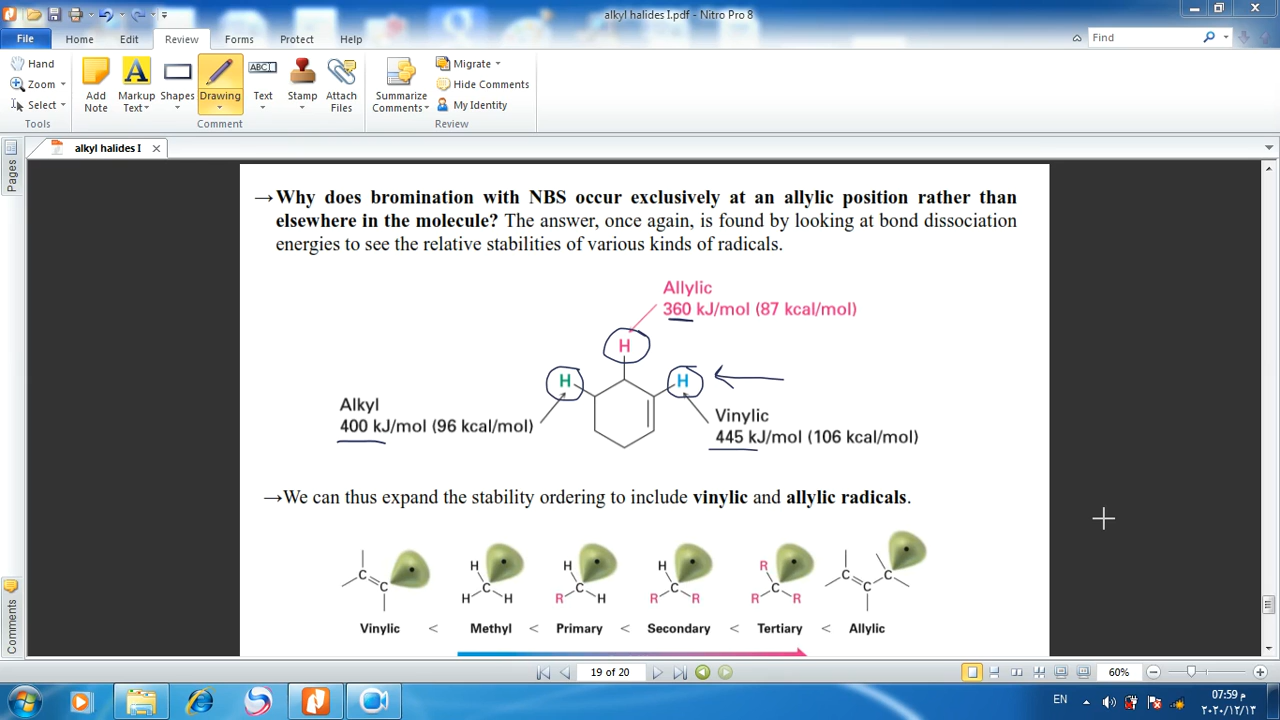 alkyl halides I.pdf - Nitro Pro 8
File Home Edit Review Forms Protect Help
Find
Hand
Zoom
Select
Tools
Add Note
Markup Text
Shapes
Drawing
Text
Stamp
Attach Files
Comment
Summarize Comments
Migrate
Hide Comments
My Identity
Review
alkyl halides I
Pages
Comments
→Why does bromination with NBS occur exclusively at an allylic position rather than
elsewhere in the molecule? The answer, once again, is found by looking at bond dissociation
energies to see the relative stabilities of various kinds of radicals.
Allylic
360 kJ/mol (87 kcal/mol)
H
H
H
Alkyl
400 kJ/mol (96 kcal/mol)
Vinylic
445 kJ/mol (106 kcal/mol)
→We can thus expand the stability ordering to include vinylic and allylic radicals.
C C
H C H H
H C R H
H C R R
R C R R
C C C
Vinylic < Methyl < Primary < Secondary < Tertiary < Allylic
19 of 20
60%
EN
07:59 م
٢٠٢٠/١٢/١٣